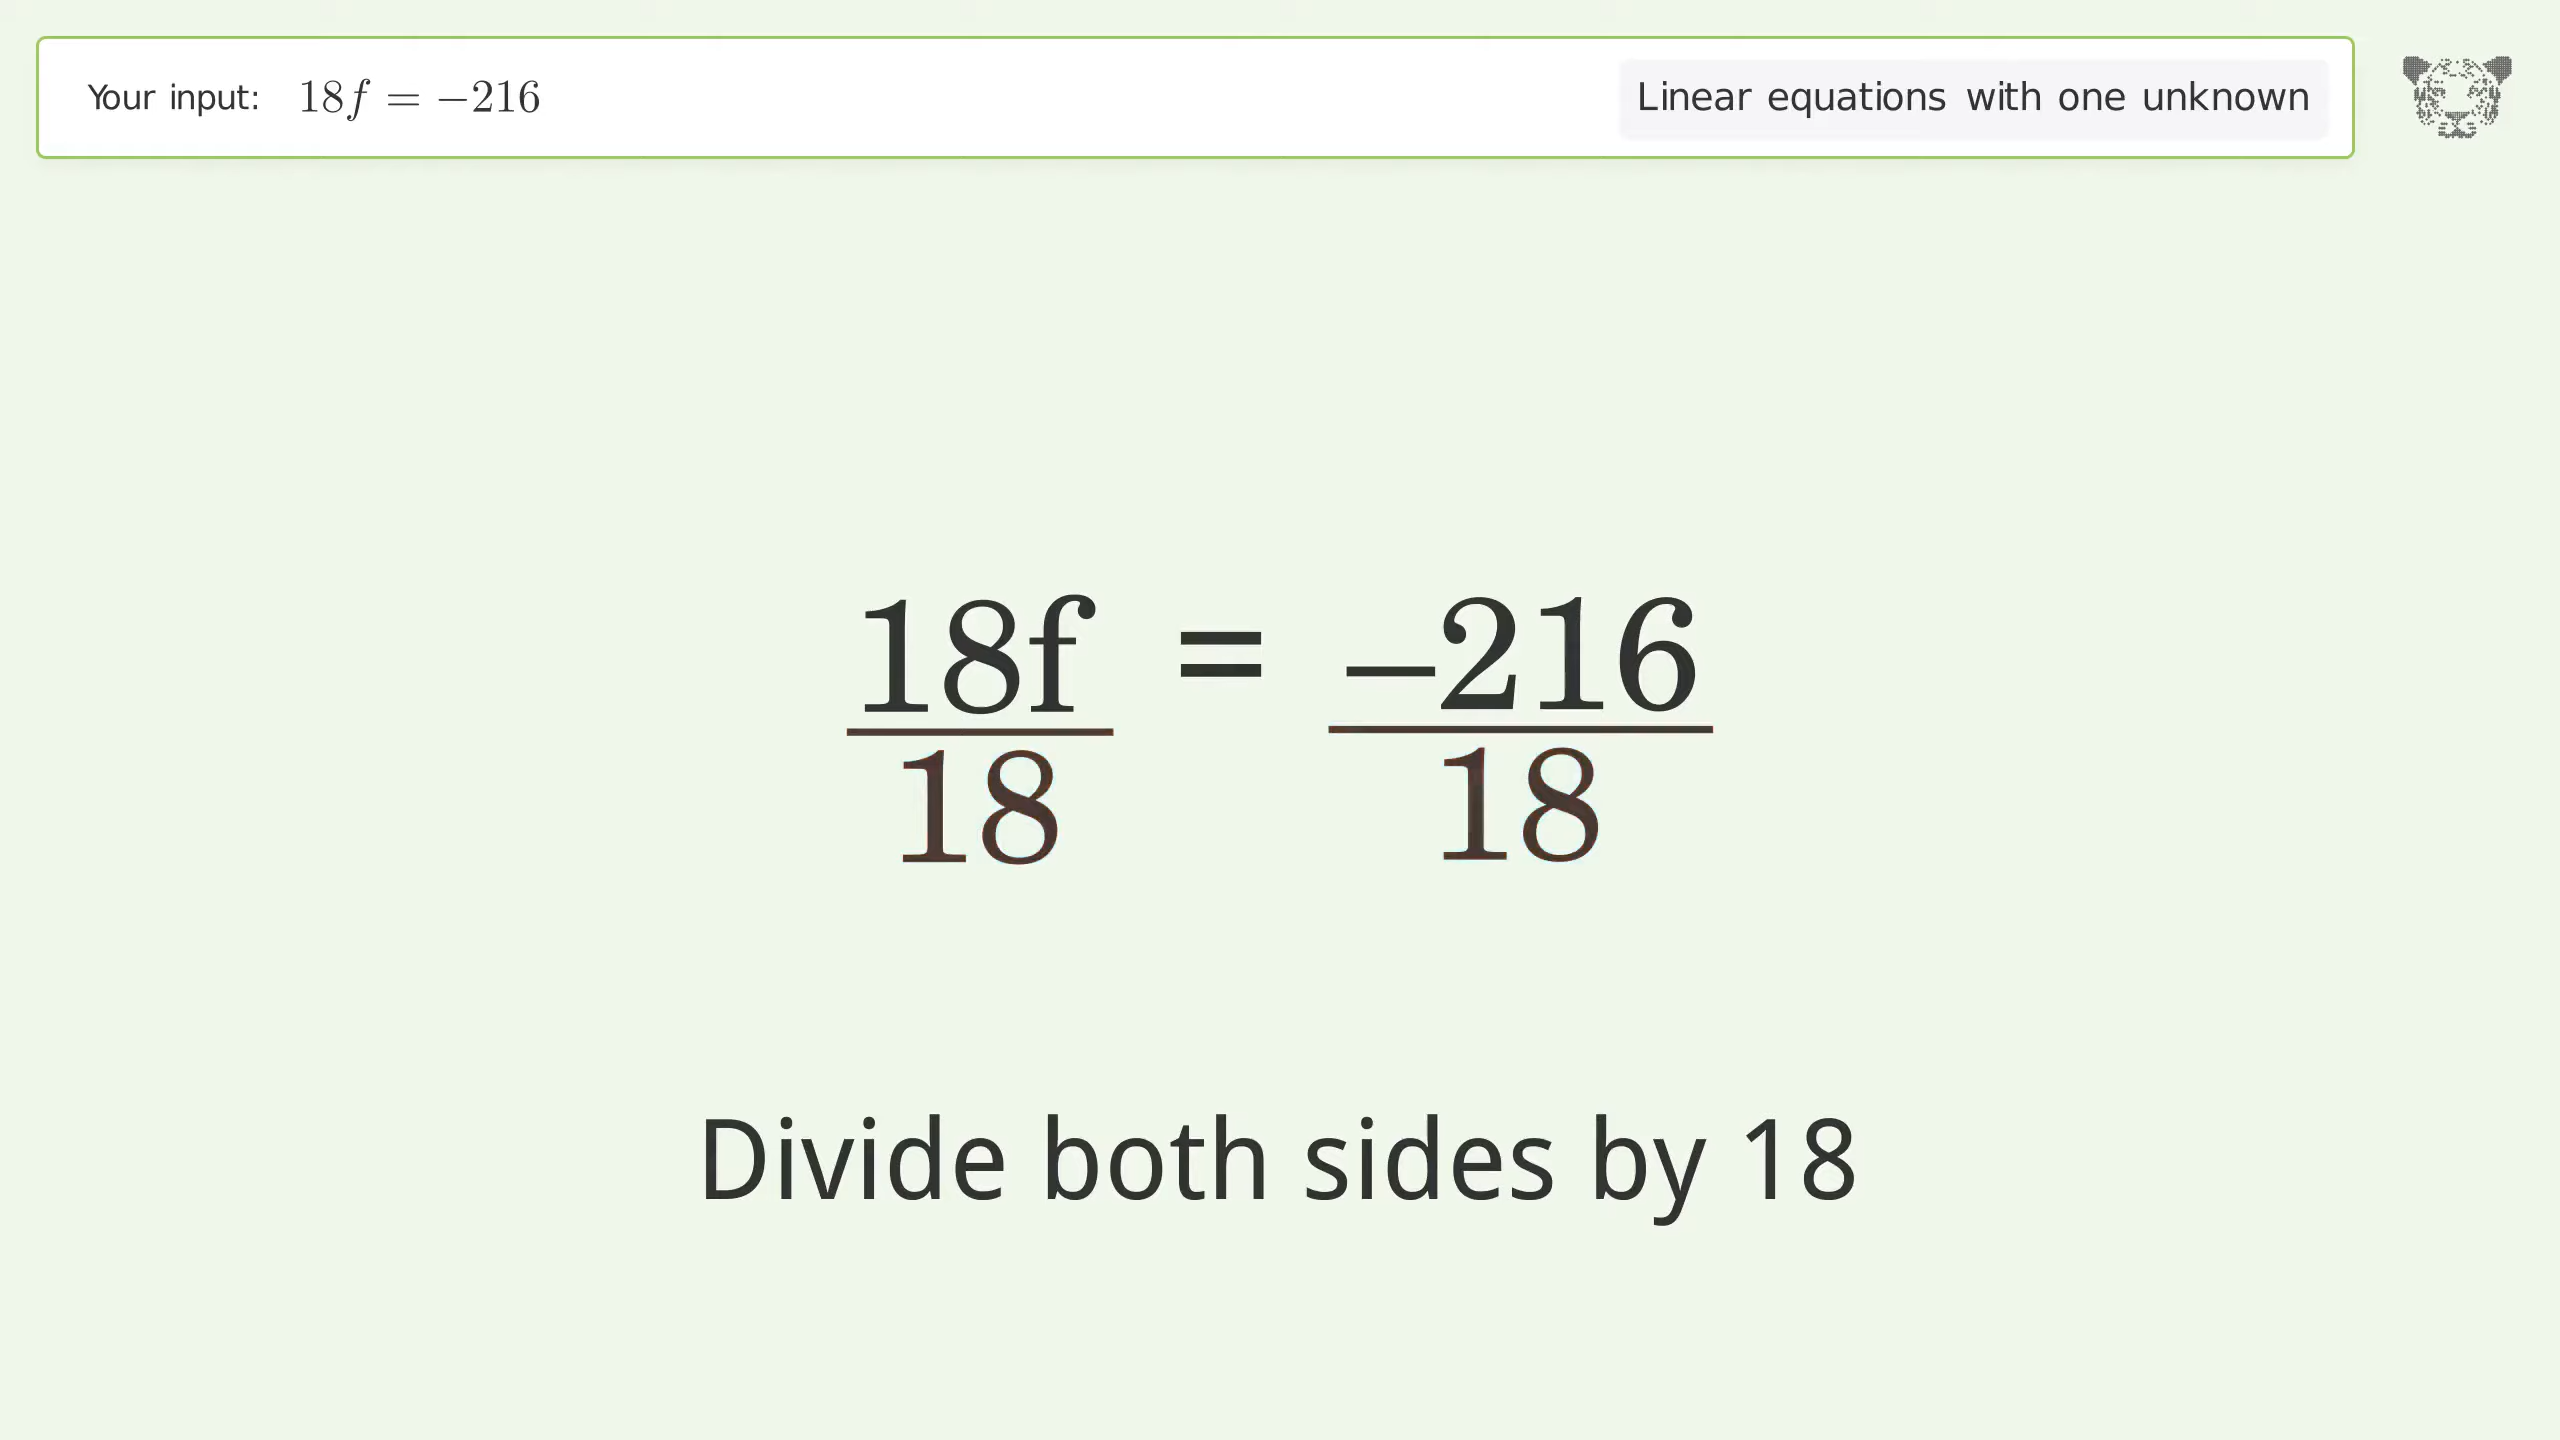 Your input: 18f = −216
Linear equations with one unknown
18f = −216
18 18
Divide both sides by 18